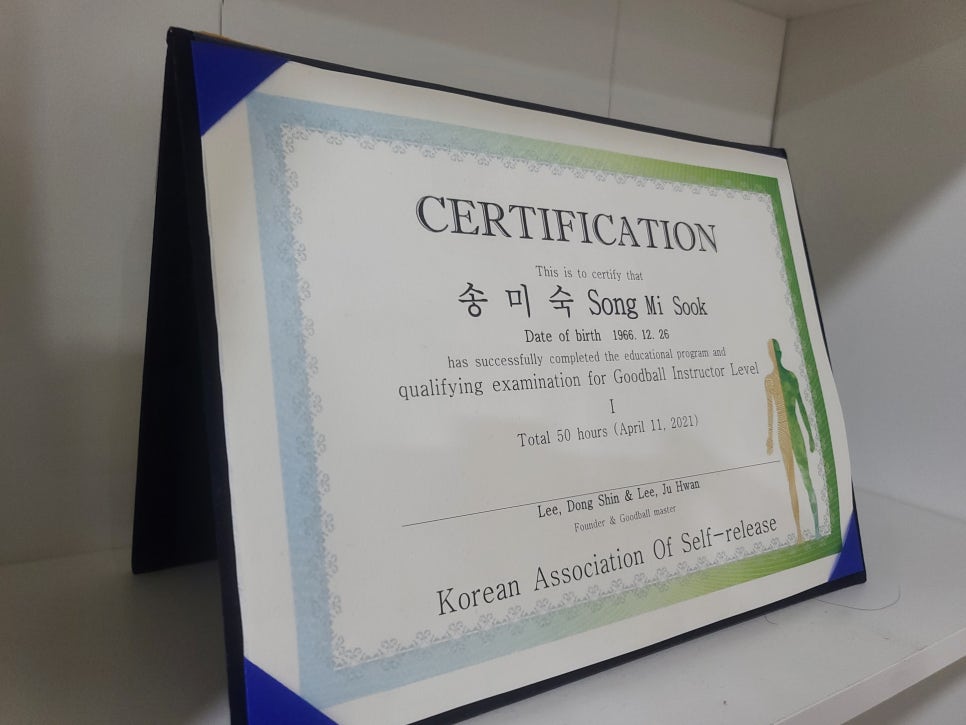 CERTIFICATION
This is to certify that
송 미 숙 Song Mi Sook
Date of birth 1966. 12. 26
has successfully completed the educational program and
qualifying examination for Goodball Instructor Level
I
Total 50 hours (April 11, 2021)
Lee, Dong Shin & Lee, Ju Hwan
Founder & Goodball master
Korean Association Of Self-release